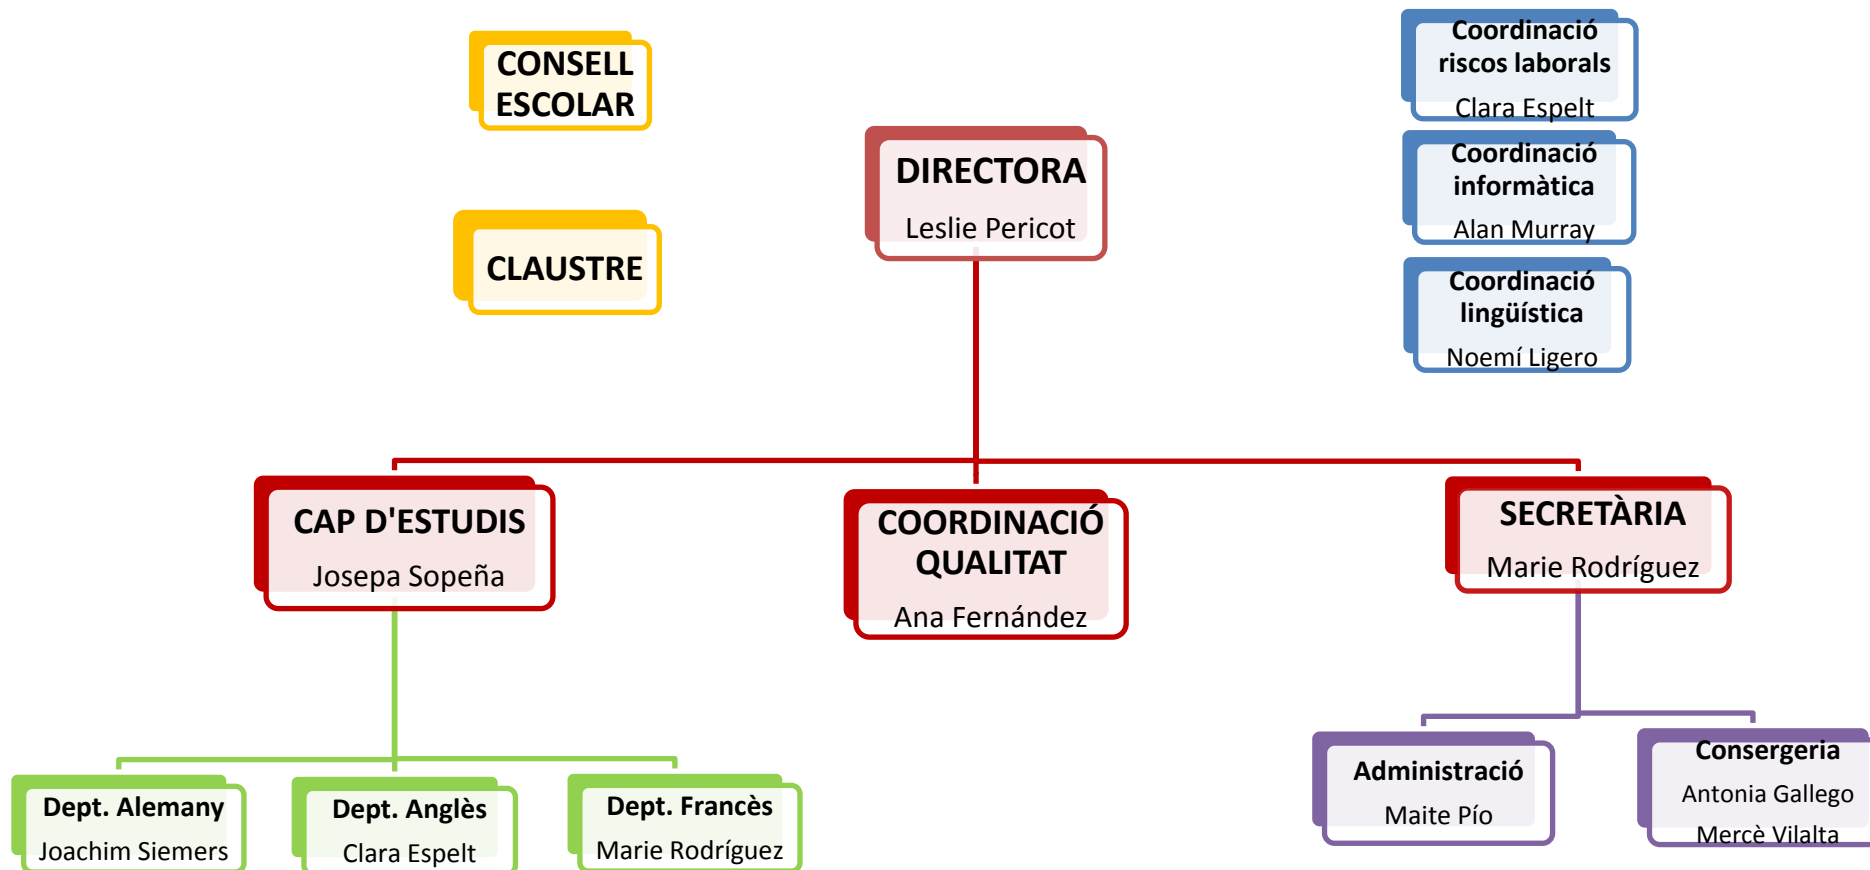 CONSELL
ESCOLAR
CLAUSTRE
DIRECTORA
Leslie Pericot
Coordinació
riscos laborals
Clara Espelt
Coordinació
informàtica
Alan Murray
Coordinació
lingüística
Noemí Ligero
CAP D'ESTUDIS
Josepa Sopeña
COORDINACIÓ
QUALITAT
Ana Fernández
SECRETÀRIA
Marie Rodríguez
Dept. Alemany
Joachim Siemers
Dept. Anglès
Clara Espelt
Dept. Francès
Marie Rodríguez
Administració
Maite Pío
Consergeria
Antonia Gallego
Mercè Vilalta